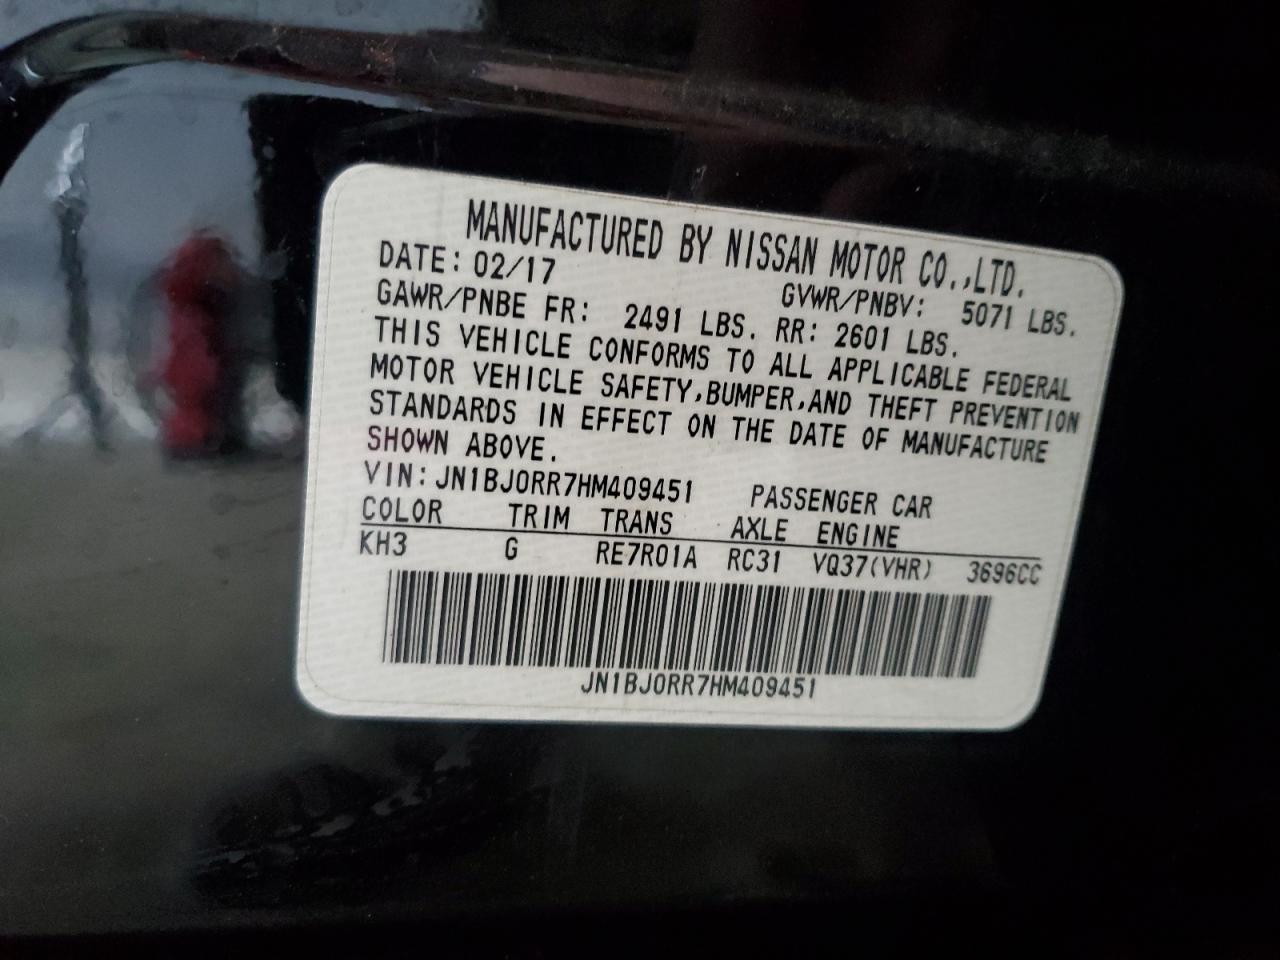 MANUFACTURED BY NISSAN MOTOR CO.,LTD.
DATE: 02/17 GVWR/PNBV: 5071 LBS.
GAWR/PNBE FR: 2491 LBS. RR: 2601 LBS.
THIS VEHICLE CONFORMS TO ALL APPLICABLE FEDERAL
MOTOR VEHICLE SAFETY,BUMPER,AND THEFT PREVENTION
STANDARDS IN EFFECT ON THE DATE OF MANUFACTURE
SHOWN ABOVE.
VIN: JN1BJ0RR7HM409451 PASSENGER CAR
COLOR TRIM TRANS AXLE ENGINE
KH3 G RE7R01A RC31 VQ37(VHR) 3696CC
JN1BJ0RR7HM409451